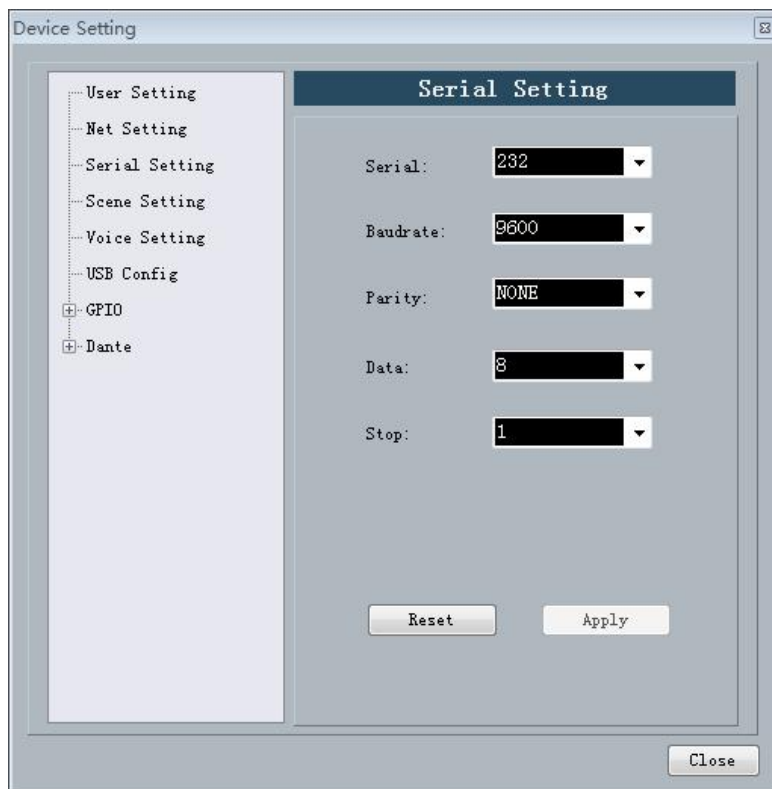 Device Setting
User Setting
Net Setting
Serial Setting
Scene Setting
Voice Setting
USB Config
GPIO
Dante
Serial Setting
Serial: 232
Baudrate: 9600
Parity: NONE
Data: 8
Stop: 1
Reset Apply
Close